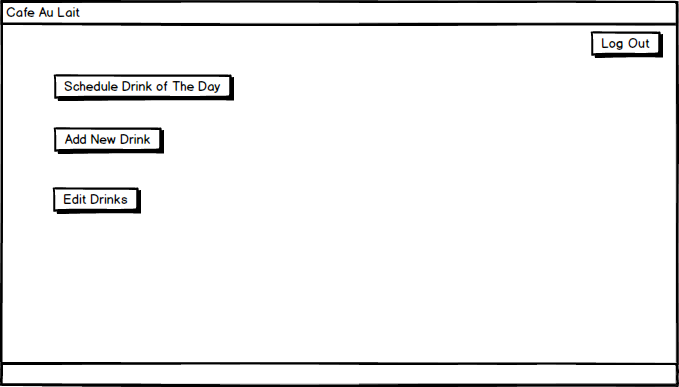 Cafe Au Lait
Log Out
Schedule Drink of The Day
Add New Drink
Edit Drinks